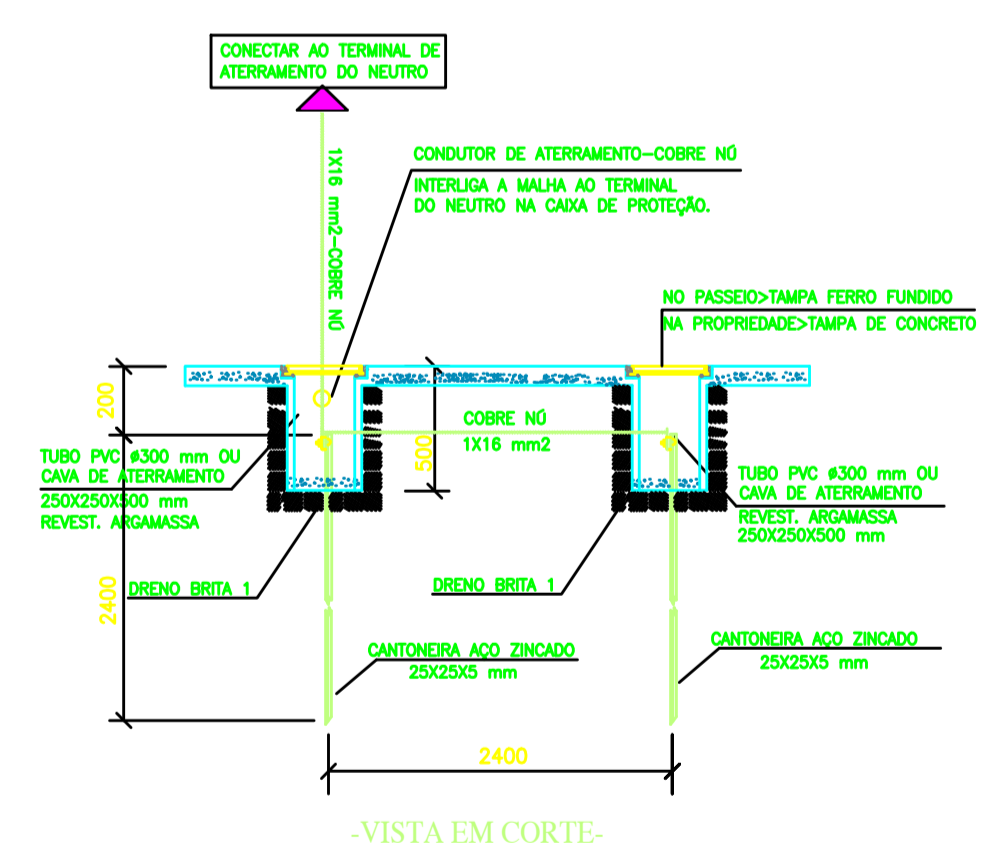 CONECTAR AO TERMINAL DE
ATERRAMENTO DO NEUTRO
1X16 mm2-COBRE NÚ
CONDUTOR DE ATERRAMENTO-COBRE NÚ
INTERLIGA A MALHA AO TERMINAL
DO NEUTRO NA CAIXA DE PROTEÇÃO.
NO PASSEIO>TAMPA FERRO FUNDIDO
NA PROPRIEDADE>TAMPA DE CONCRETO
200
COBRE NÚ
1X16 mm2
500
TUBO PVC ø300 mm OU
CAVA DE ATERRAMENTO
250X250X500 mm
REVEST. ARGAMASSA
TUBO PVC ø300 mm OU
CAVA DE ATERRAMENTO
REVEST. ARGAMASSA
250X250X500 mm
2400
DRENO BRITA 1
DRENO BRITA 1
CANTONEIRA AÇO ZINCADO
25X25X5 mm
CANTONEIRA AÇO ZINCADO
25X25X5 mm
2400
-VISTA EM CORTE-